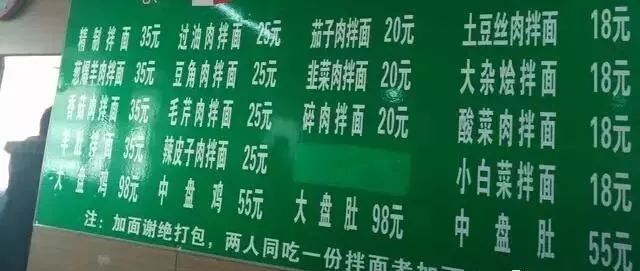 精制拌面 35元 过油肉拌面 25元 茄子肉拌面 20元 土豆丝肉拌面 18元
葱爆羊肉拌面 35元 豆角肉拌面 25元 韭菜肉拌面 20元 大杂烩拌面 18元
香菇肉拌面 35元 毛芹肉拌面 25元 碎肉拌面 20元 酸菜肉拌面 18元
羊肚拌面 35元 辣皮子肉拌面 25元 小白菜拌面 18元
大盘鸡 98元 中盘鸡 55元 大盘肚 98元 中盘肚 55元
注：加面谢绝打包，两人同吃一份拌面者加